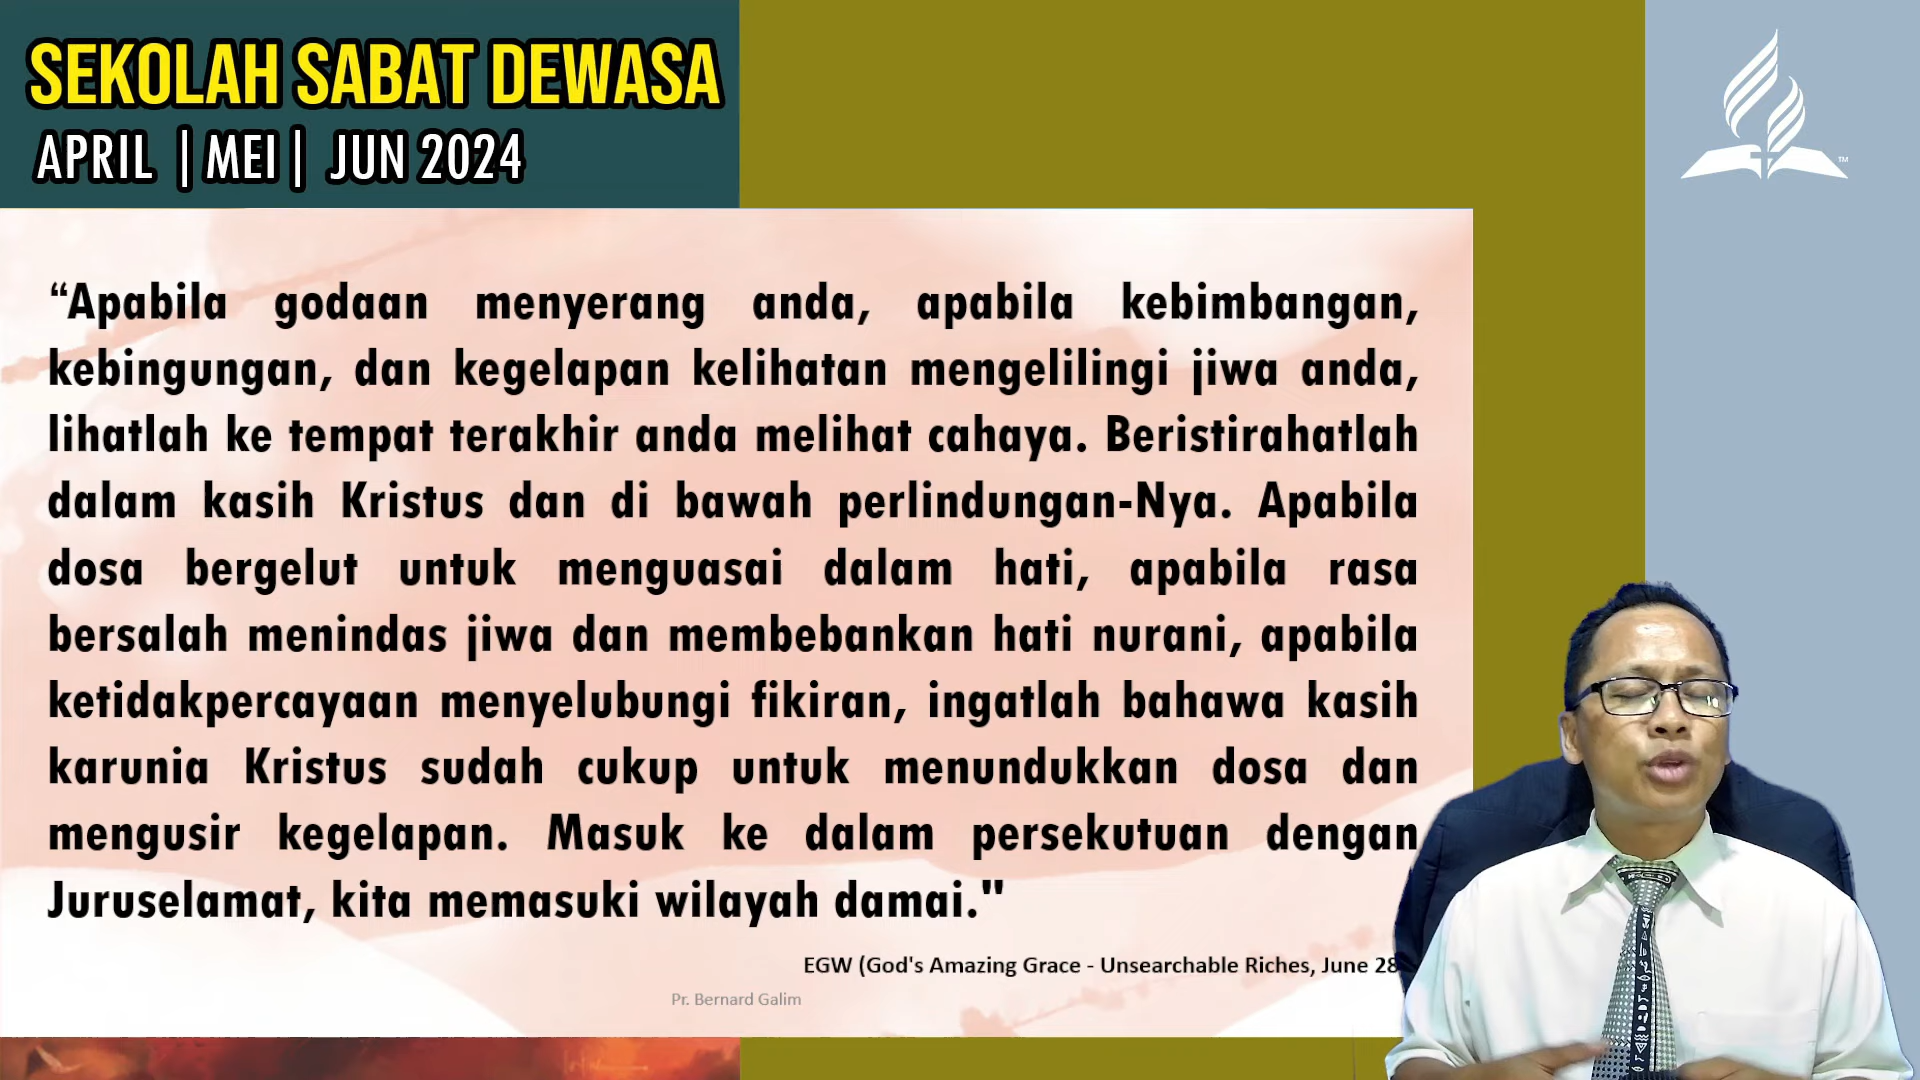 SEKOLAH SABAT DEWASA
APRIL | MEI | JUN 2024
TM
“Apabila godaan menyerang anda, apabila kebimbangan,
kebingungan, dan kegelapan kelihatan mengelilingi jiwa anda,
lihatlah ke tempat terakhir anda melihat cahaya. Beristirahatlah
dalam kasih Kristus dan di bawah perlindungan-Nya. Apabila
dosa bergelut untuk menguasai dalam hati, apabila rasa
bersalah menindas jiwa dan membebankan hati nurani, apabila
ketidakpercayaan menyelubungi fikiran, ingatlah bahawa kasih
karunia Kristus sudah cukup untuk menundukkan dosa dan
mengusir kegelapan. Masuk ke dalam persekutuan dengan
Juruselamat, kita memasuki wilayah damai."
EGW (God's Amazing Grace - Unsearchable Riches, June 28
Pr. Bernard Galim